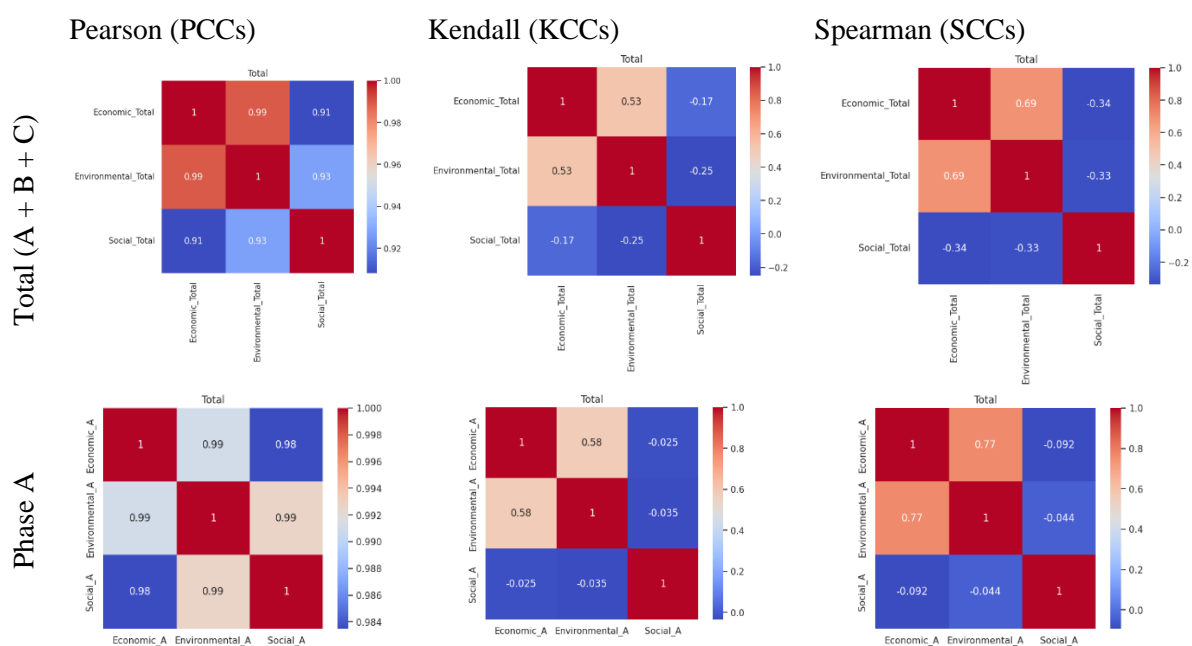 Pearson (PCCs) Kendall (KCCs) Spearman (SCCs)
Total (A + B + C)
Total
Economic_Total 1 0.99 0.91
Environmental_Total 0.99 1 0.93
Social_Total 0.91 0.93 1
Economic_Total Environmental_Total Social_Total
1.00
0.98
0.96
0.94
0.92
Total
Economic_Total 1 0.53 -0.17
Environmental_Total 0.53 1 -0.25
Social_Total -0.17 -0.25 1
Economic_Total Environmental_Total Social_Total
1.0
0.8
0.6
0.4
0.2
0.0
−0.2
Total
Economic_Total 1 0.69 -0.34
Environmental_Total 0.69 1 -0.33
Social_Total -0.34 -0.33 1
Economic_Total Environmental_Total Social_Total
1.0
0.8
0.6
0.4
0.2
0.0
−0.2
Phase A
Total
Economic_A 1 0.99 0.98
Environmental_A 0.99 1 0.99
Social_A 0.98 0.99 1
Economic_A Environmental_A Social_A
1.000
0.998
0.996
0.994
0.992
0.990
0.988
0.986
0.984
Total
Economic_A 1 0.58 -0.025
Environmental_A 0.58 1 -0.035
Social_A -0.025 -0.035 1
Economic_A Environmental_A Social_A
1.0
0.8
0.6
0.4
0.2
0.0
Total
Economic_A 1 0.77 -0.092
Environmental_A 0.77 1 -0.044
Social_A -0.092 -0.044 1
Economic_A Environmental_A Social_A
1.0
0.8
0.6
0.4
0.2
0.0